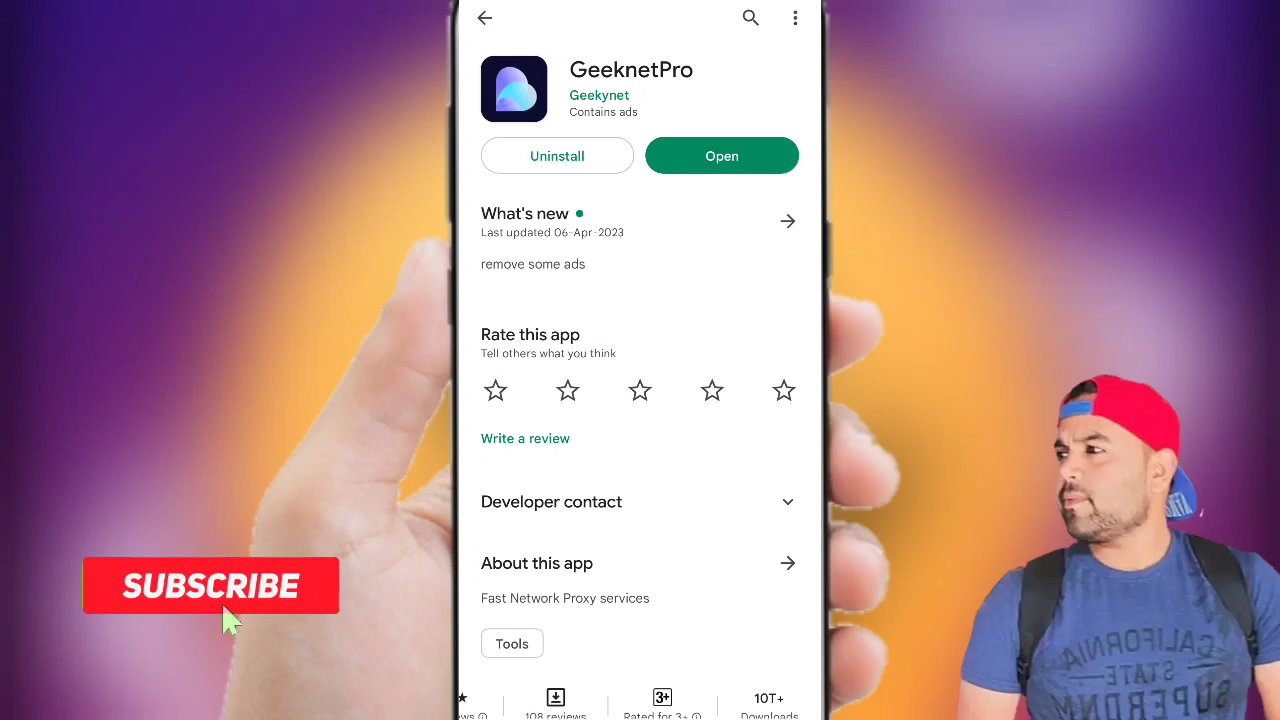 GeeknetPro
Geekynet
Contains ads
Uninstall
Open
What's new
Last updated 06-Apr-2023
remove some ads
Rate this app
Tell others what you think
Write a review
Developer contact
About this app
Fast Network Proxy services
Tools
3+
10T+
ws
108 reviews
Rated for 3+
Downloads
SUBSCRIBE
CALIFORNIA
STATE
SUPERDRY